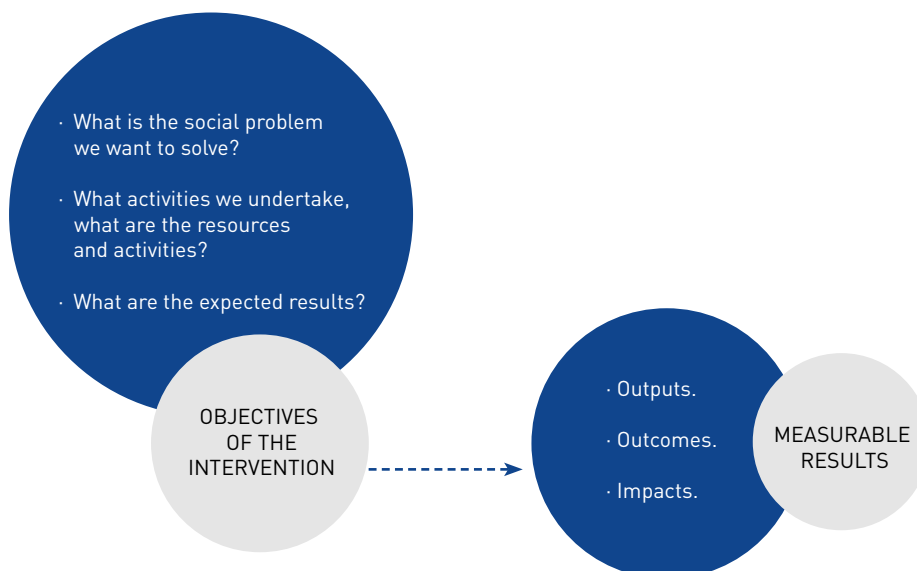 · What is the social problem
we want to solve?
· What activities we undertake,
what are the resources
and activities?
· What are the expected results?
OBJECTIVES
OF THE
INTERVENTION
· Outputs.
· Outcomes.
· Impacts.
MEASURABLE
RESULTS